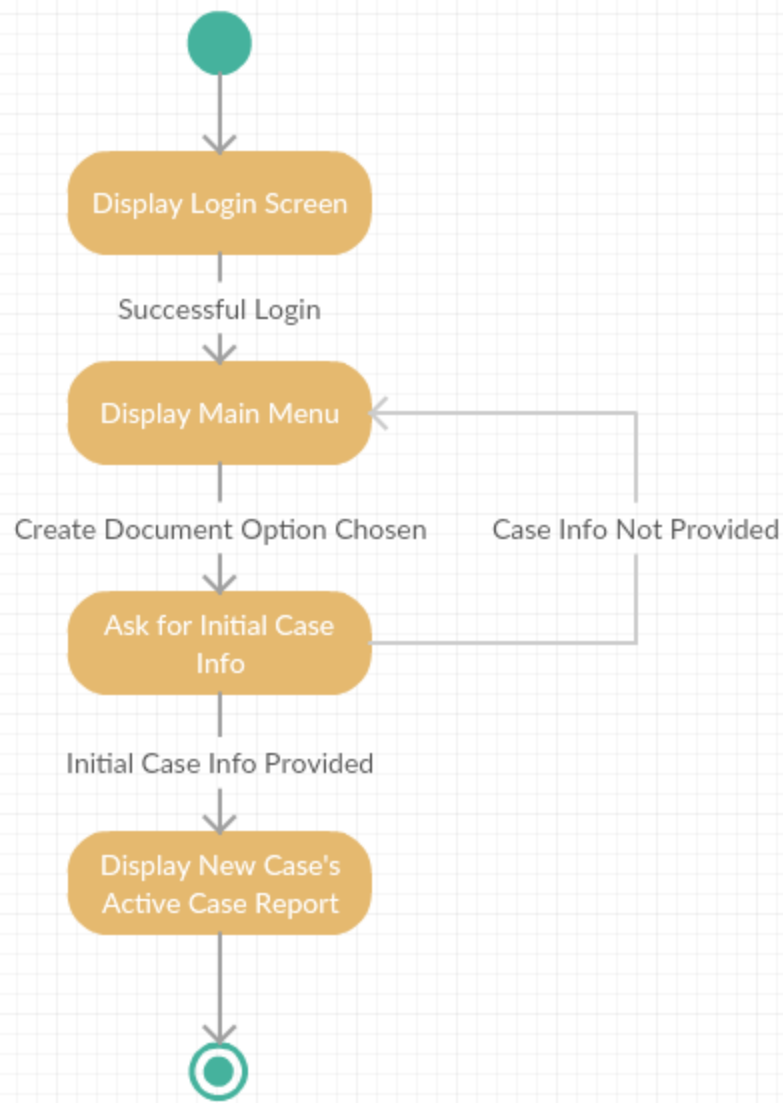 Display Login Screen
Successful Login
Display Main Menu
Create Document Option Chosen
Case Info Not Provided
Ask for Initial Case
Info
Initial Case Info Provided
Display New Case's
Active Case Report